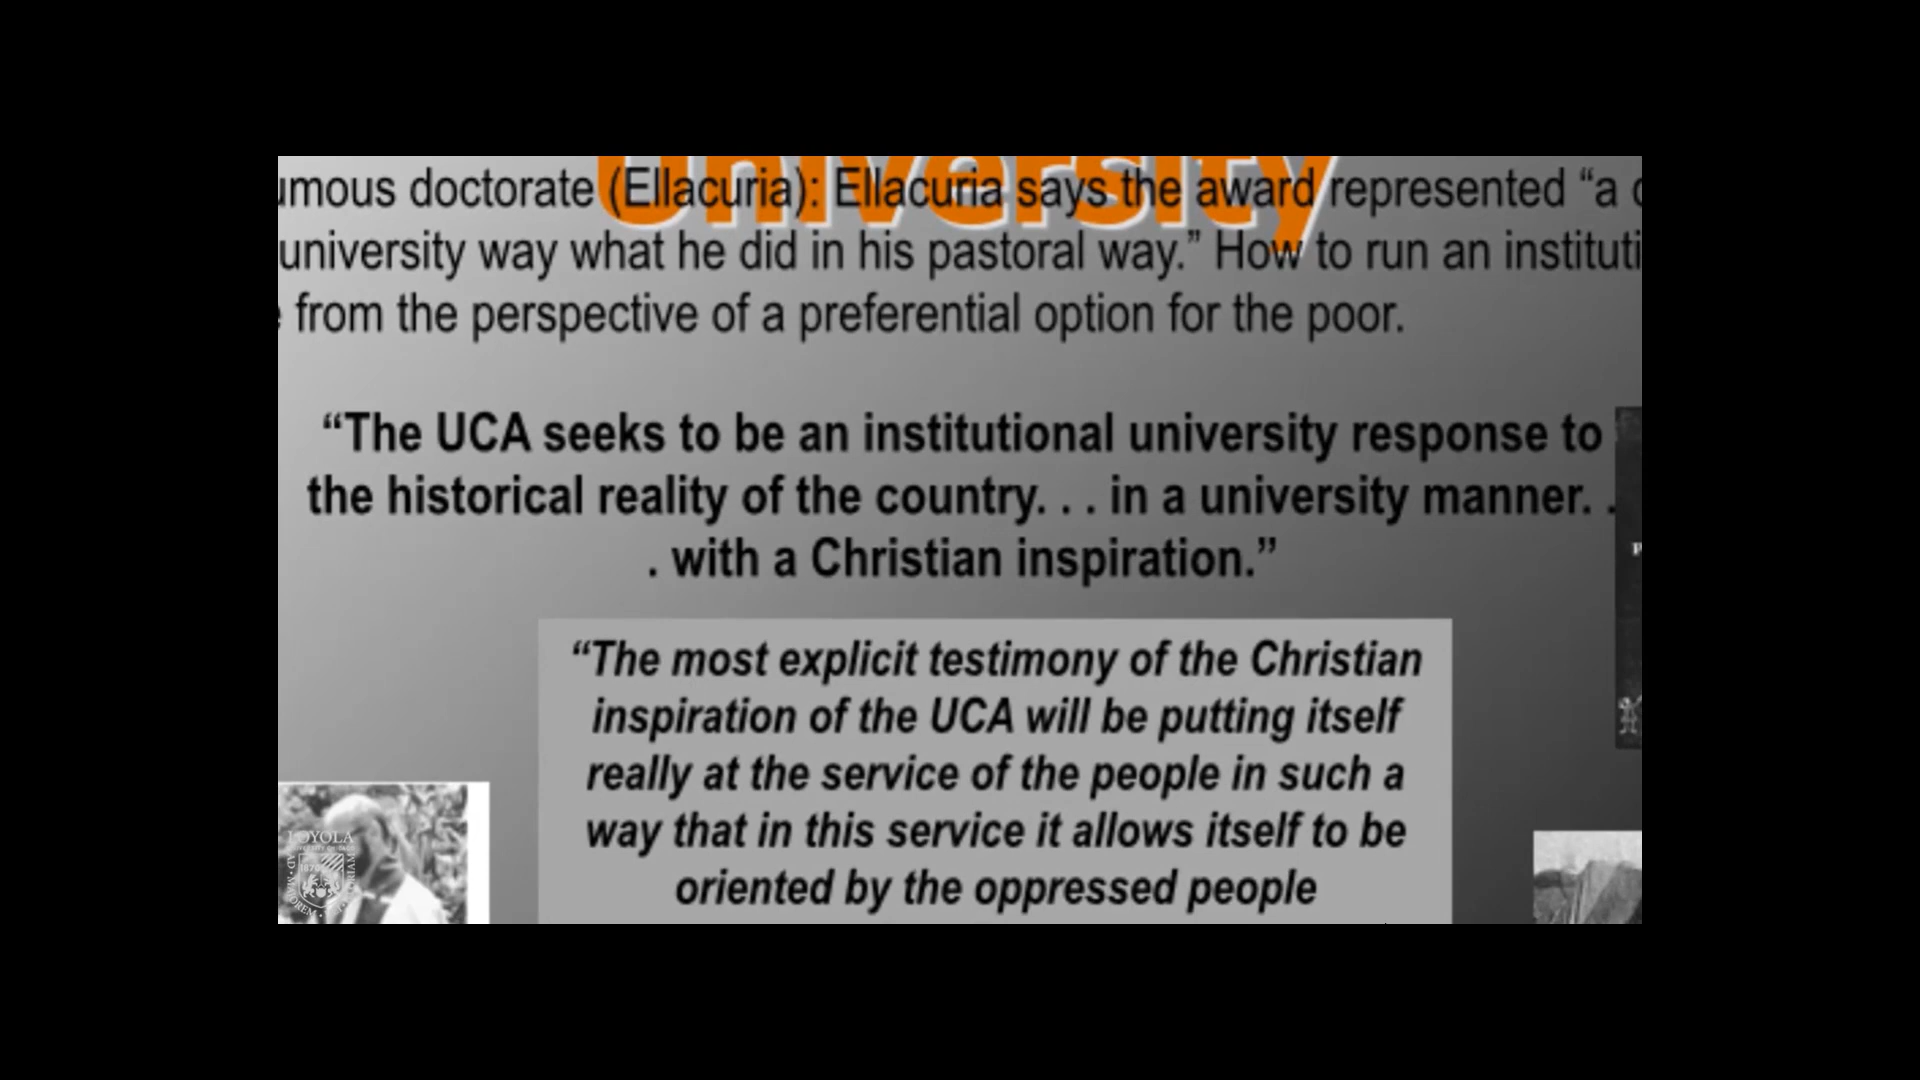 University
umous doctorate (Ellacuria): Ellacuria says the award represented “a
university way what he did in his pastoral way.” How to run an instituti
from the perspective of a preferential option for the poor.
“The UCA seeks to be an institutional university response to
the historical reality of the country. . . in a university manner. .
. with a Christian inspiration.”
“The most explicit testimony of the Christian
inspiration of the UCA will be putting itself
really at the service of the people in such a
way that in this service it allows itself to be
oriented by the oppressed people
LOYOLA
1870